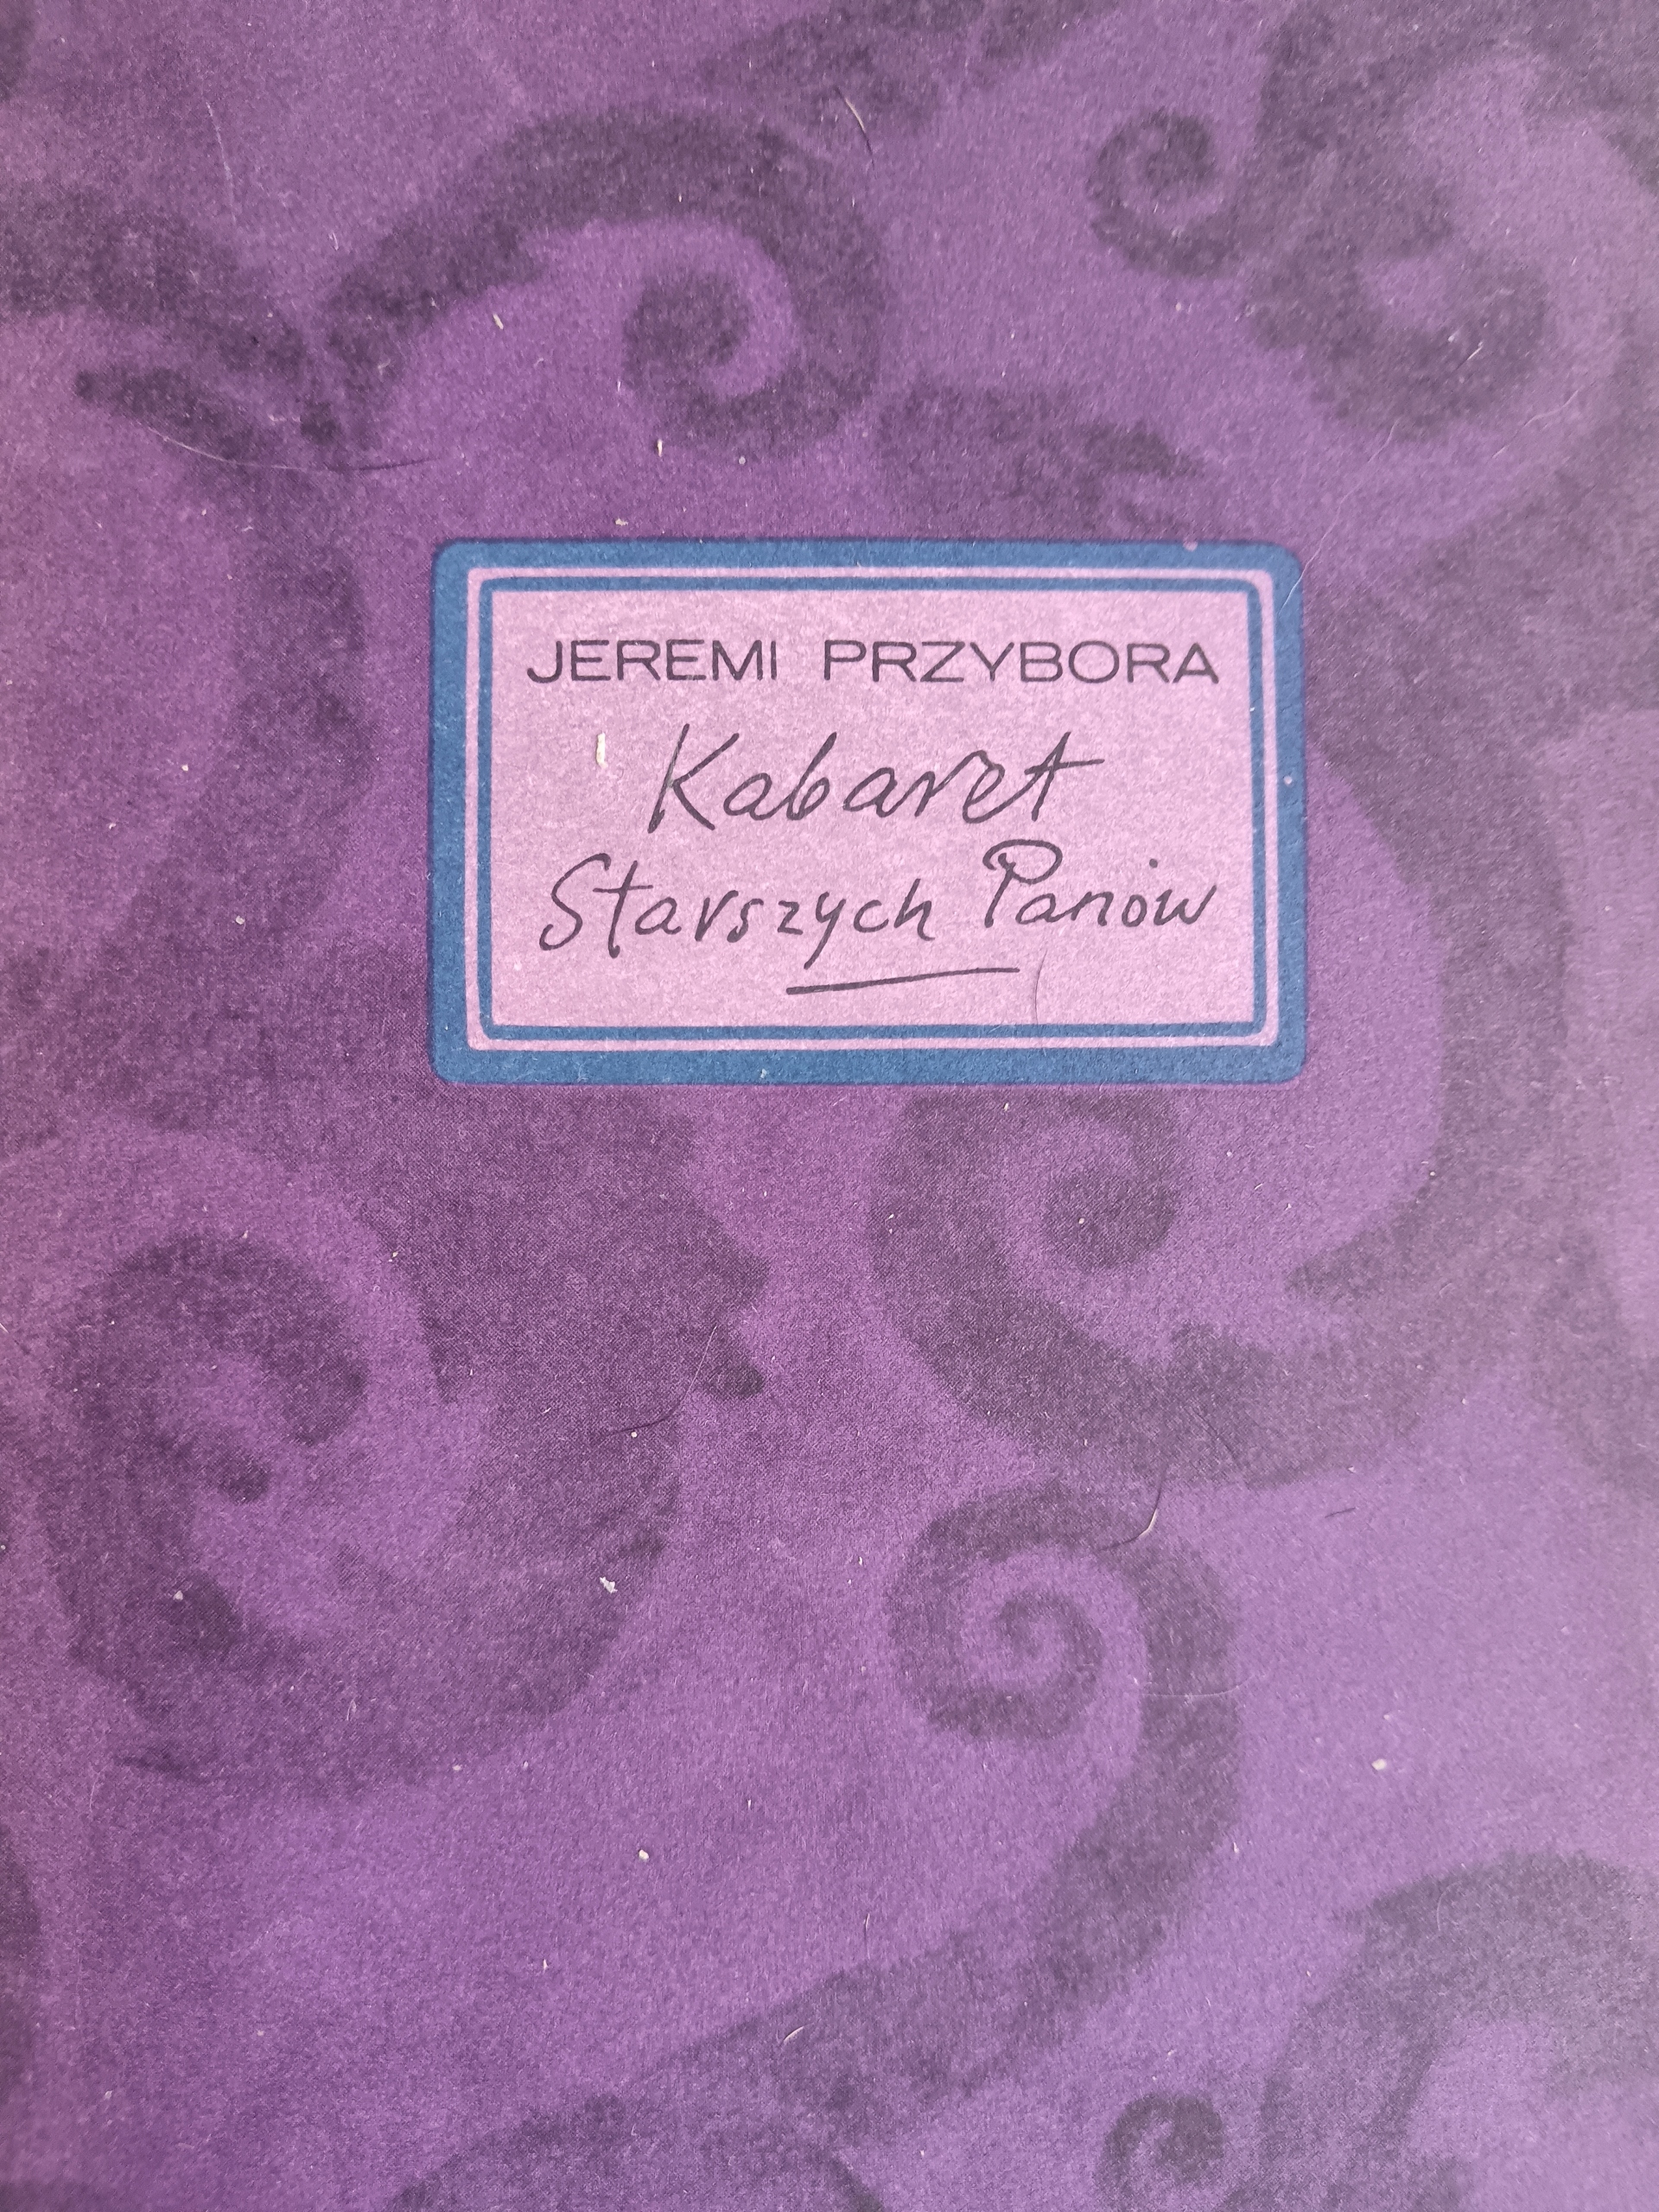 JEREMI PRZYBORA
Kabaret
Starszych Panów